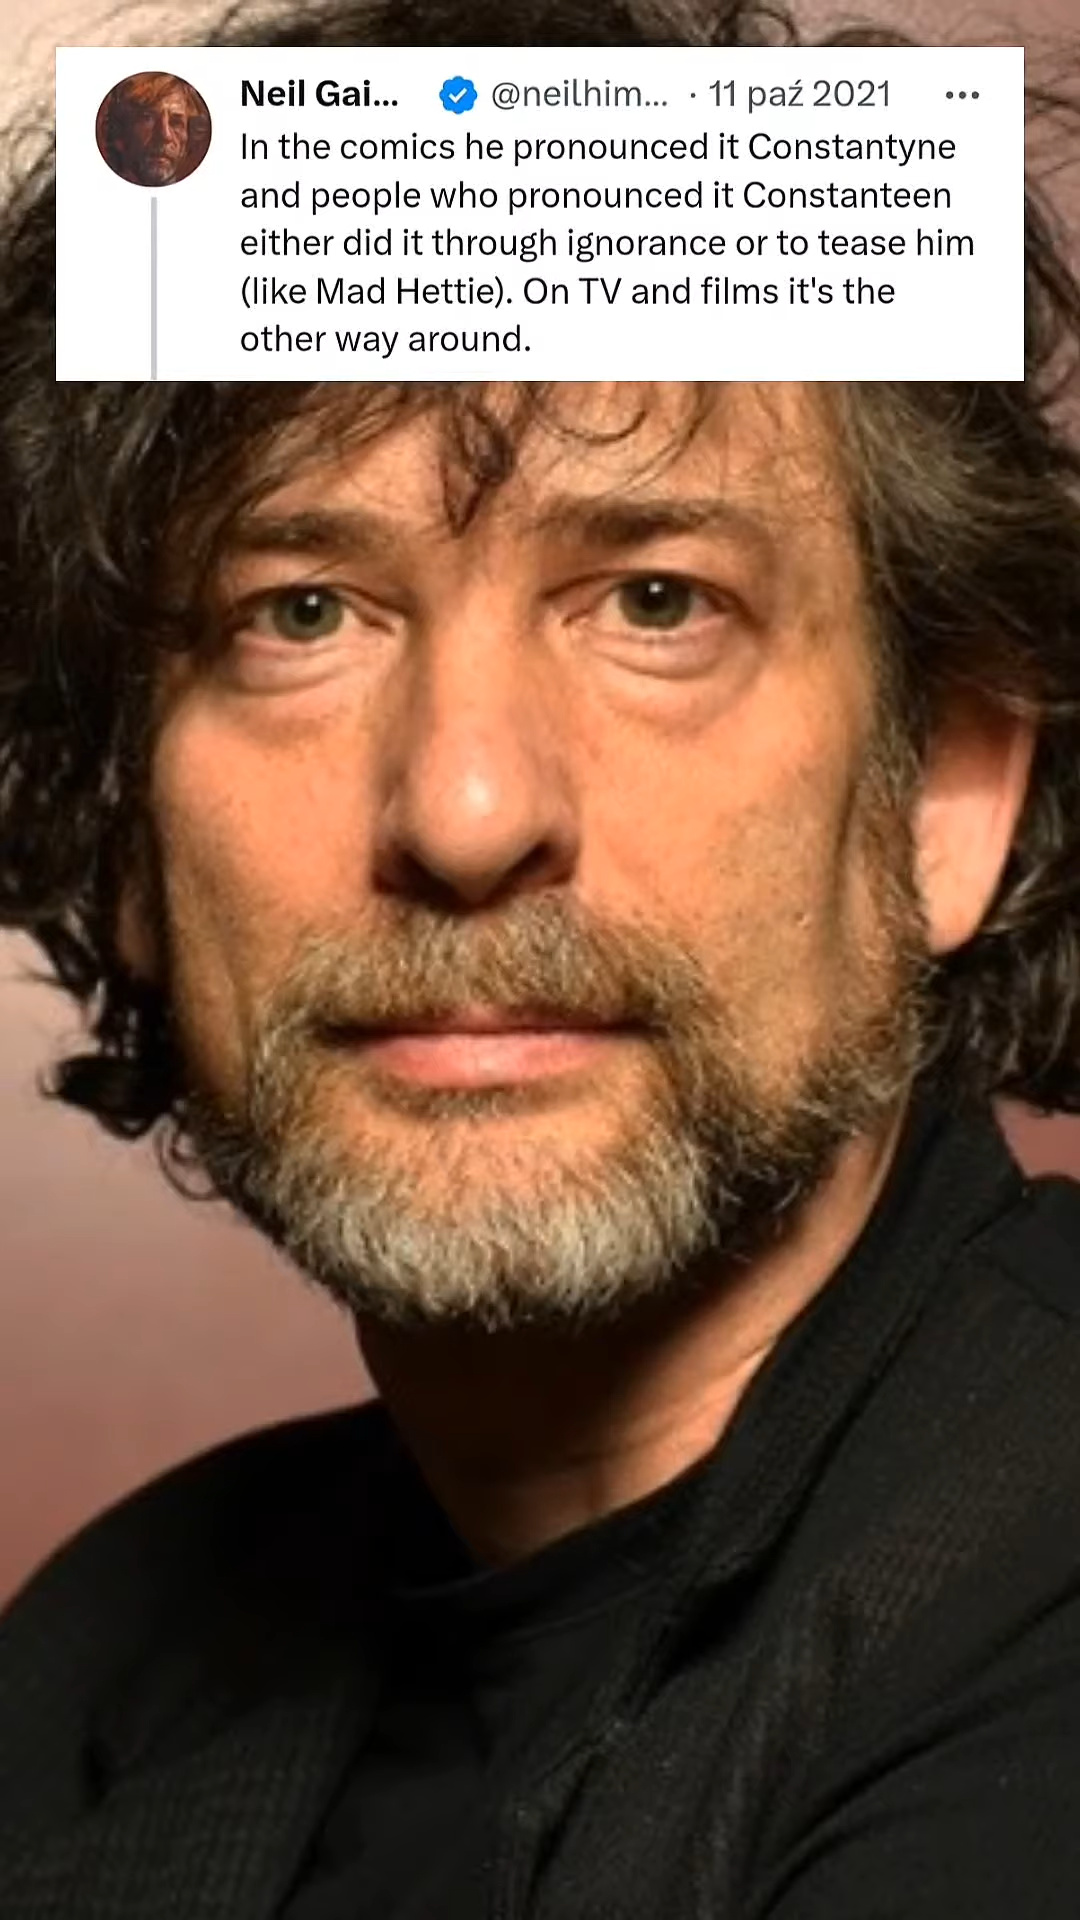 Neil Gai... @neilhim... · 11 paź 2021
In the comics he pronounced it Constantyne
and people who pronounced it Constanteen
either did it through ignorance or to tease him
(like Mad Hettie). On TV and films it's the
other way around.